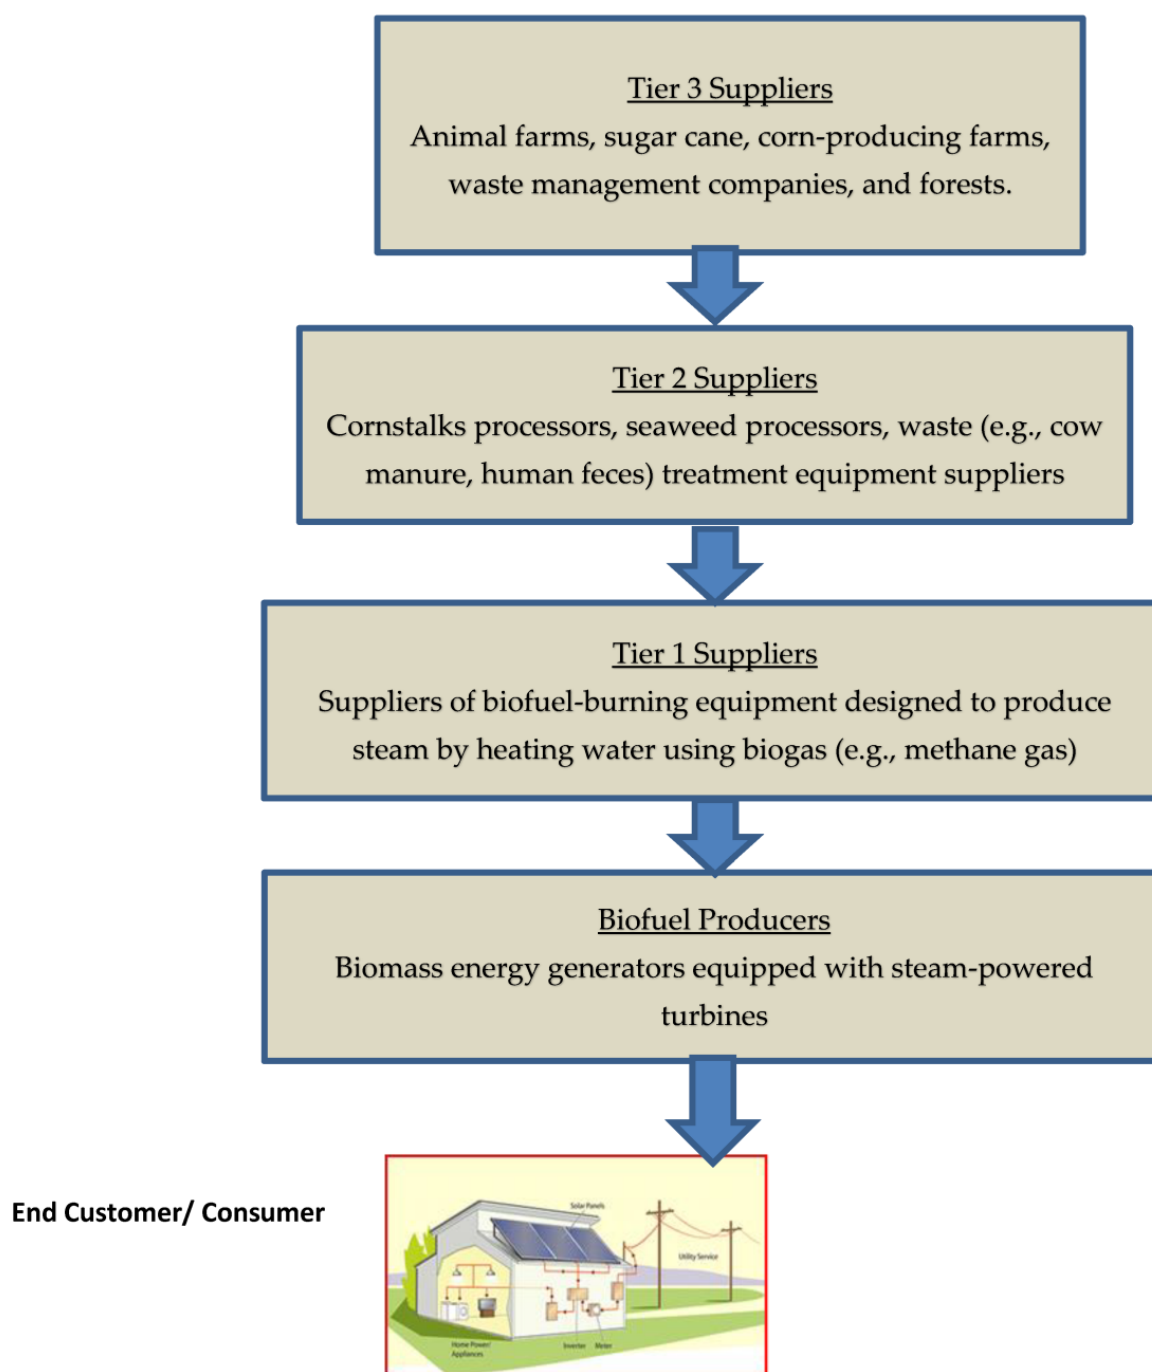 Tier 3 Suppliers
Animal farms, sugar cane, corn-producing farms,
waste management companies, and forests.
Tier 2 Suppliers
Cornstalks processors, seaweed processors, waste (e.g., cow
manure, human feces) treatment equipment suppliers
Tier 1 Suppliers
Suppliers of biofuel-burning equipment designed to produce
steam by heating water using biogas (e.g., methane gas)
Biofuel Producers
Biomass energy generators equipped with steam-powered
turbines
End Customer/ Consumer
Solar Panels
Utility Service
Home Power/
Appliances
Inverter
Meter